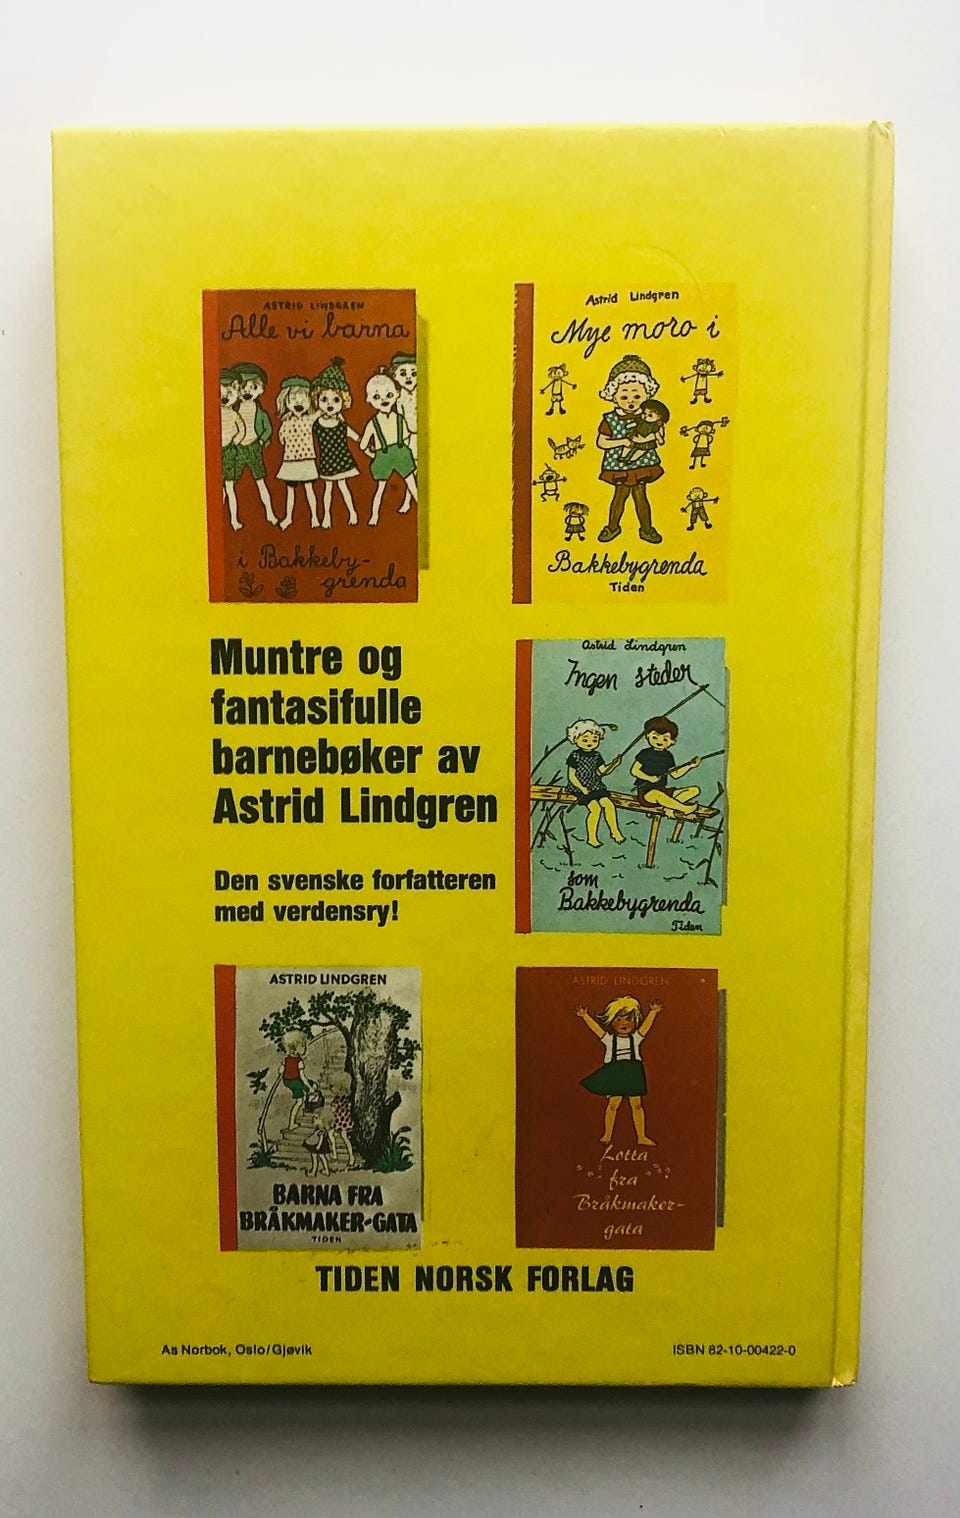 ASTRID LINDGREN
Alle vi barna
i Bakkeby-
grenda
Astrid Lindgren
Mye moro i
Bakkebygrenda
Tiden
Muntre og
fantasifulle
barnebøker av
Astrid Lindgren
Den svenske forfatteren
med verdensry!
Astrid Lindgren
Ingen steder
som
Bakkebygrenda
Tiden
ASTRID LINDGREN
BARNA FRA
BRÅKMAKER-GATA
TIDEN
ASTRID LINDGREN
Lotta
fra
Bråkmaker-
gata
TIDEN NORSK FORLAG
As Norbok, Oslo/Gjøvik
ISBN 82-10-00422-0